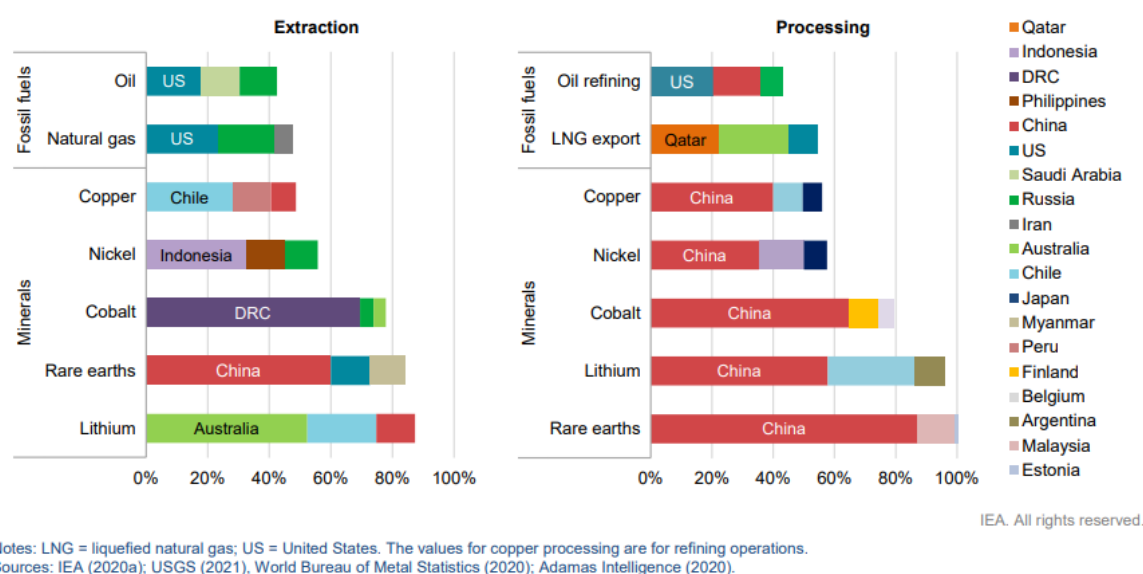 Extraction
Fossil fuels
Oil
US
Natural gas
US
Minerals
Copper
Chile
Nickel
Indonesia
Cobalt
DRC
Rare earths
China
Lithium
Australia
0% 20% 40% 60% 80% 100%
Processing
Fossil fuels
Oil refining
US
LNG export
Qatar
Minerals
Copper
China
Nickel
China
Cobalt
China
Lithium
China
Rare earths
China
0% 20% 40% 60% 80% 100%
Qatar
Indonesia
DRC
Philippines
China
US
Saudi Arabia
Russia
Iran
Australia
Chile
Japan
Myanmar
Peru
Finland
Belgium
Argentina
Malaysia
Estonia
IEA. All rights reserved.
Notes: LNG = liquefied natural gas; US = United States. The values for copper processing are for refining operations.
Sources: IEA (2020a); USGS (2021), World Bureau of Metal Statistics (2020); Adamas Intelligence (2020).